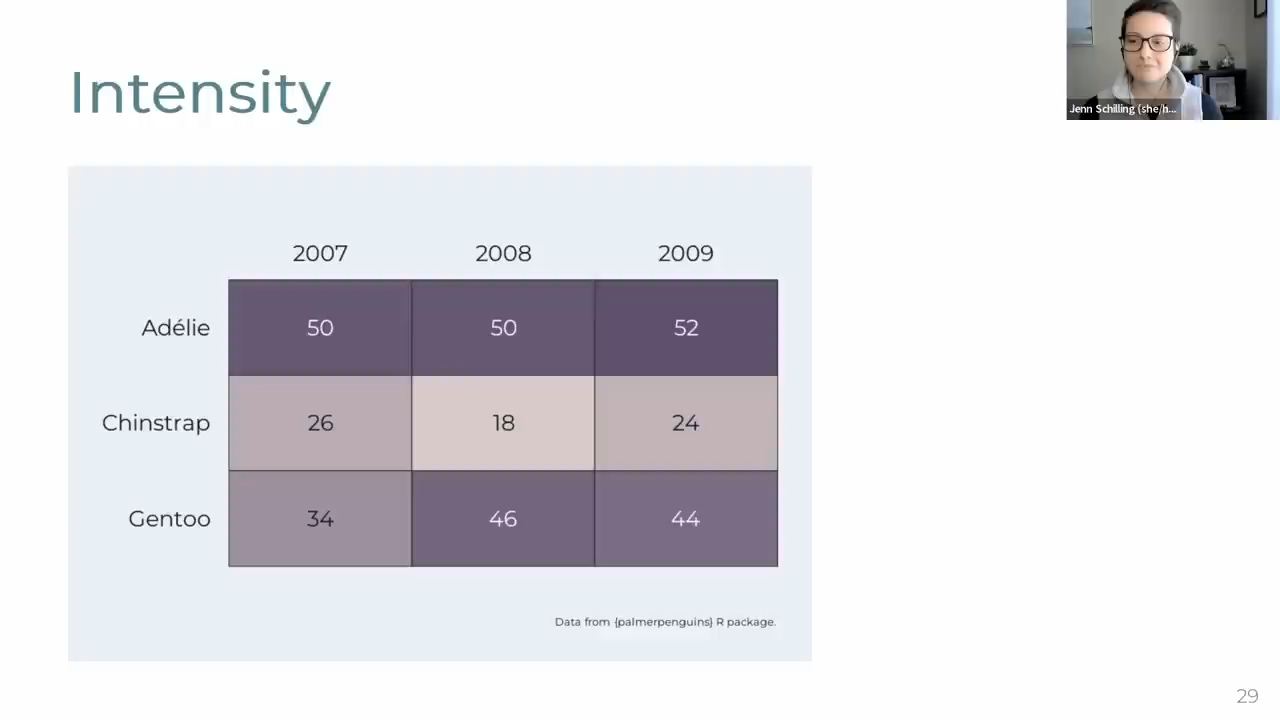 Intensity
Jenn Schilling (she/h...
2007 2008 2009
Adélie 50 50 52
Chinstrap 26 18 24
Gentoo 34 46 44
Data from {palmerpenguins} R package.
29